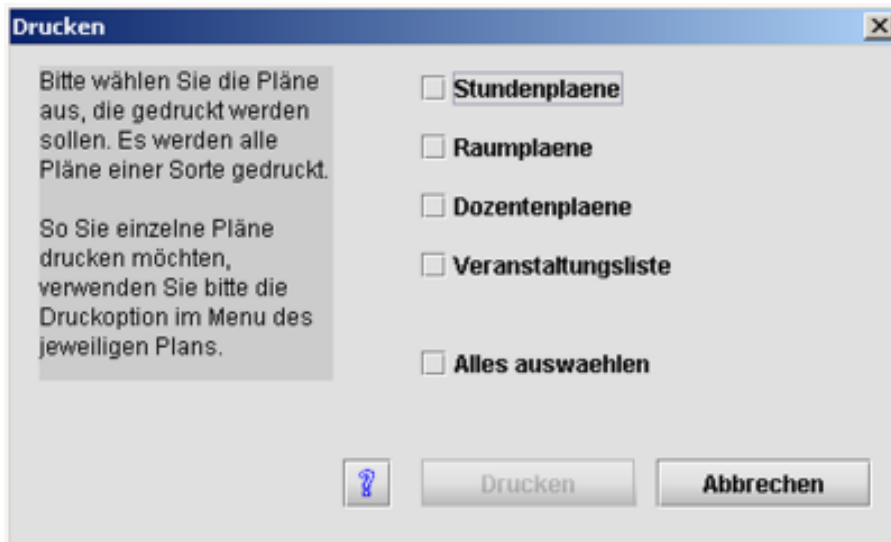 Drucken
Bitte wählen Sie die Pläne
aus, die gedruckt werden
sollen. Es werden alle
Pläne einer Sorte gedruckt.
So Sie einzelne Pläne
drucken möchten,
verwenden Sie bitte die
Druckoption im Menu des
jeweiligen Plans.
Stundenplaene
Raumplaene
Dozentenplaene
Veranstaltungsliste
Alles auswaehlen
?
Drucken
Abbrechen